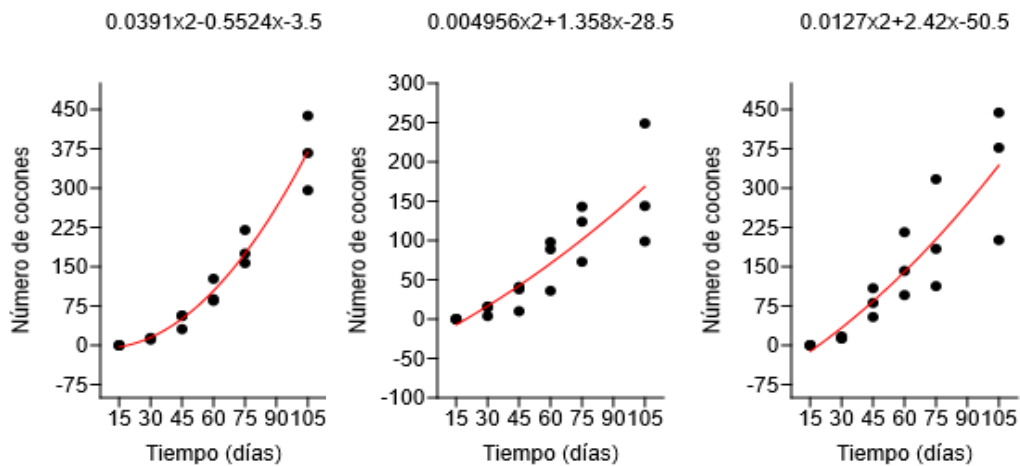 0.0391x2-0.5524x-3.5
0.004956x2+1.358x-28.5
0.0127x2+2.42x-50.5
Número de cocones
450
375
300
225
150
75
0
-75
15 30 45 60 75 90 105
Tiempo (días)
Número de cocones
300
250
200
150
100
50
0
-50
-100
15 30 45 60 75 90 105
Tiempo (días)
Número de cocones
450
375
300
225
150
75
0
-75
15 30 45 60 75 90 105
Tiempo (días)